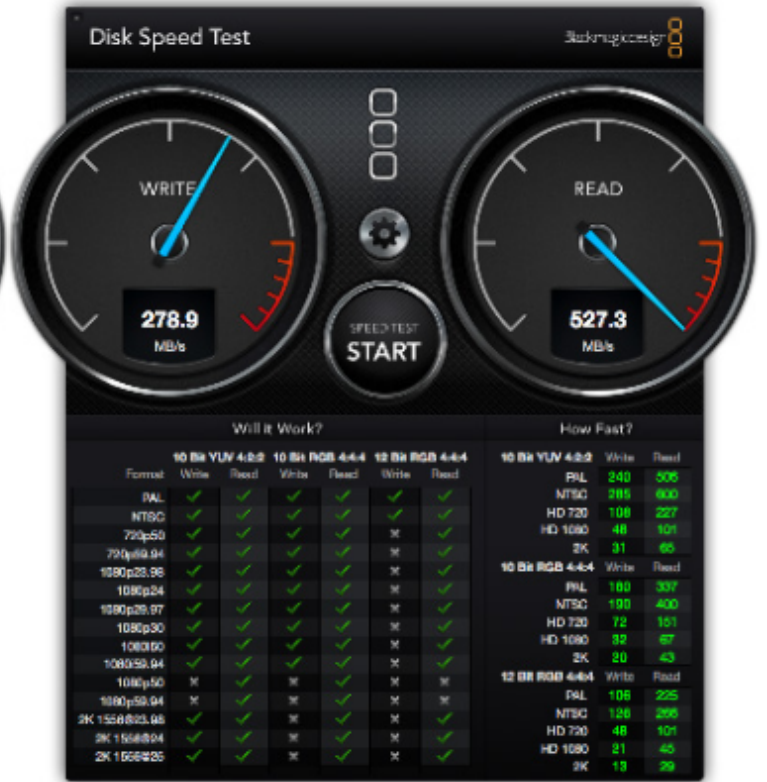 Disk Speed Test
Blackmagicdesign
WRITE
READ
278.9
MB/s
SPEED TEST
START
527.3
MB/s
Will it Work?
How Fast?
10 Bit YUV 4:2:2 10 Bit RGB 4:4:4 12 Bit RGB 4:4:4
Format Write Read Write Read Write Read
PAL
NTSC
720p50
720p59.94
1080p23.98
1080p24
1080p29.97
1080p30
1080i50
1080i59.94
1080p50
1080p59.94
2K 1556@23.98
2K 1556@24
2K 1556@25
10 Bit YUV 4:2:2 Write Read
PAL 240 506
NTSC 285 600
HD 720 108 227
HD 1080 48 101
2K 31 65
10 Bit RGB 4:4:4 Write Read
PAL 160 337
NTSC 190 400
HD 720 72 151
HD 1080 32 67
2K 20 43
12 Bit RGB 4:4:4 Write Read
PAL 106 225
NTSC 126 266
HD 720 48 101
HD 1080 21 45
2K 13 29